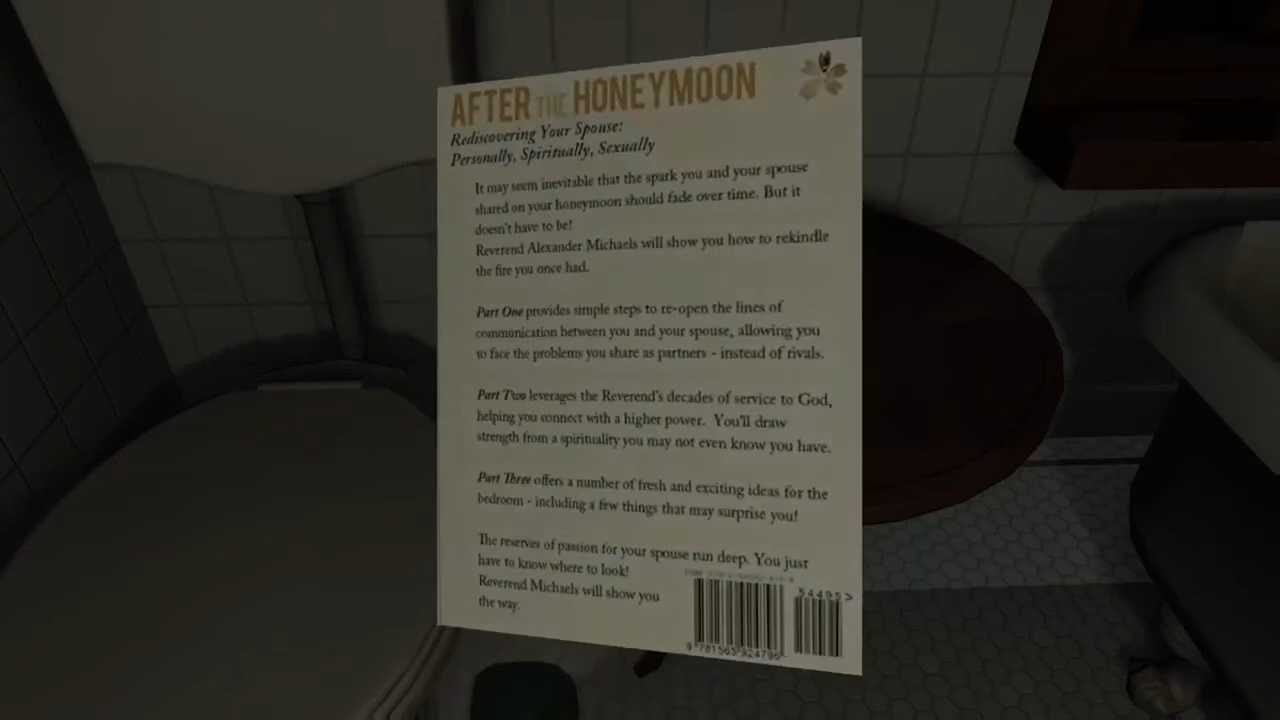 AFTER THE HONEYMOON
Rediscovering Your Spouse:
Personally, Spiritually, Sexually
It may seem inevitable that the spark you and your spouse
shared on your honeymoon should fade over time. But it
doesn't have to be!
Reverend Alexander Michaels will show you how to rekindle
the fire you once had.
Part One provides simple steps to re-open the lines of
communication between you and your spouse, allowing you
to face the problems you share as partners - instead of rivals.
Part Two leverages the Reverend's decades of service to God,
helping you connect with a higher power. You'll draw
strength from a spirituality you may not even know you have.
Part Three offers a number of fresh and exciting ideas for the
bedroom - including a few things that may surprise you!
The reserves of passion for your spouse run deep. You just
have to know where to look!
Reverend Michaels will show you
the way.
54495>
9 781565 924796